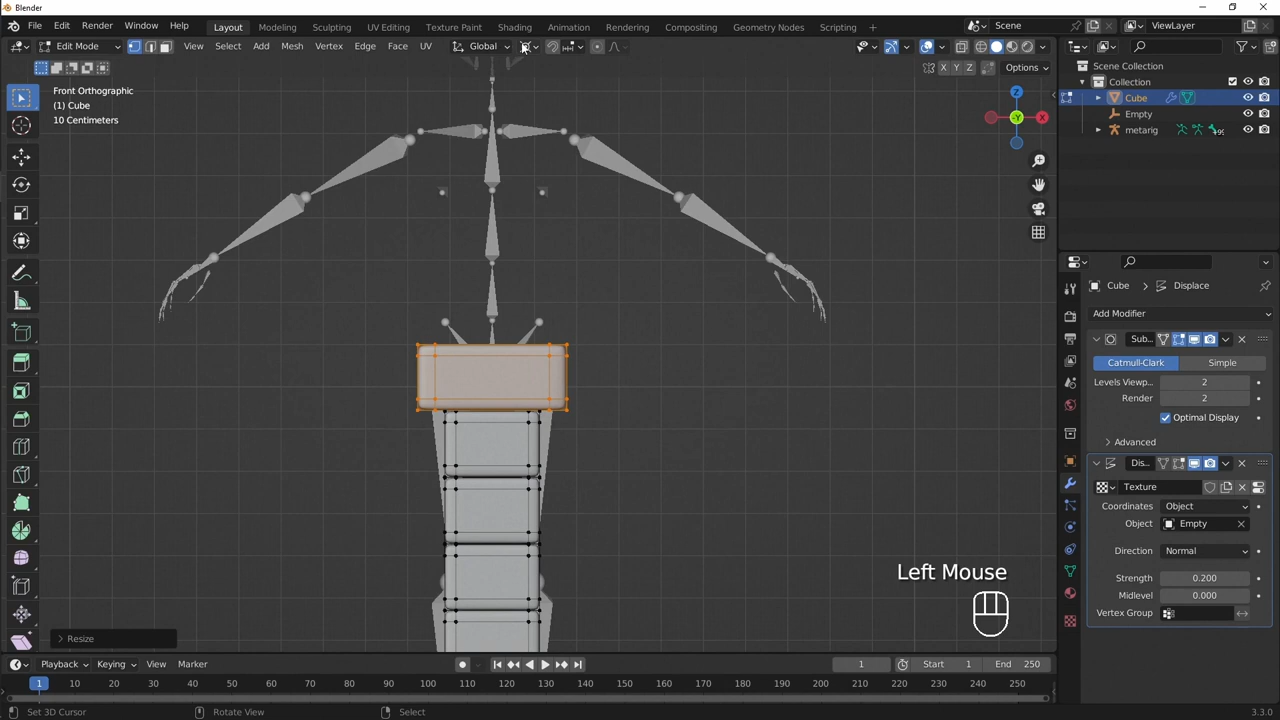 Blender
File Edit Render Window Help Layout Modeling Sculpting UV Editing Texture Paint Shading Animation Rendering Compositing Geometry Nodes Scripting + Scene ViewLayer
Edit Mode View Select Add Mesh Vertex Edge Face UV Global
X Y Z Options
Front Orthographic
(1) Cube
10 Centimeters
Z
-Y
X
Scene Collection
Collection
Cube
Empty
metarig
Cube > Displace
Add Modifier
Sub...
Catmull-Clark Simple
Levels Viewp... 2
Render 2
Optimal Display
Advanced
Dis...
Texture
Coordinates Object
Object Empty
Direction Normal
Strength 0.200
Midlevel 0.000
Vertex Group
Left Mouse
Resize
Playback Keying View Marker 1 Start 1 End 250
1 10 20 30 40 50 60 70 80 90 100 110 120 130 140 150 160 170 180 190 200 210 220 230 240 250
Set 3D Cursor Rotate View Select 3.3.0